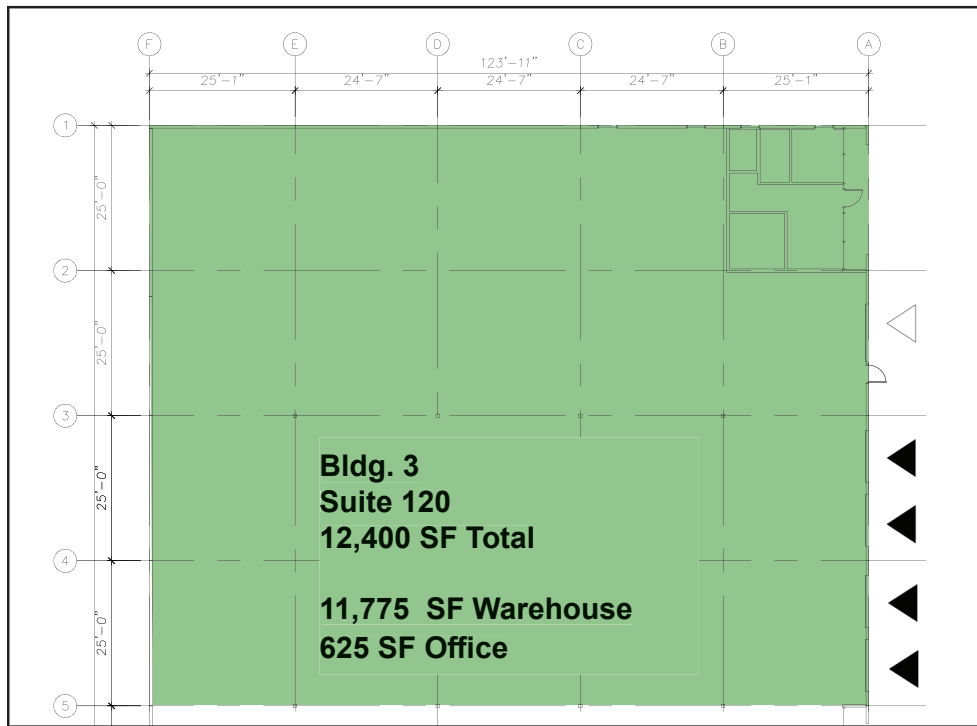 F E D C B A
123'-11"
25'-1" 24'-7" 24'-7" 24'-7" 25'-1"
1
25'-0"
2
25'-0"
3
Bldg. 3
Suite 120
12,400 SF Total
25'-0"
4
11,775 SF Warehouse
625 SF Office
25'-0"
5